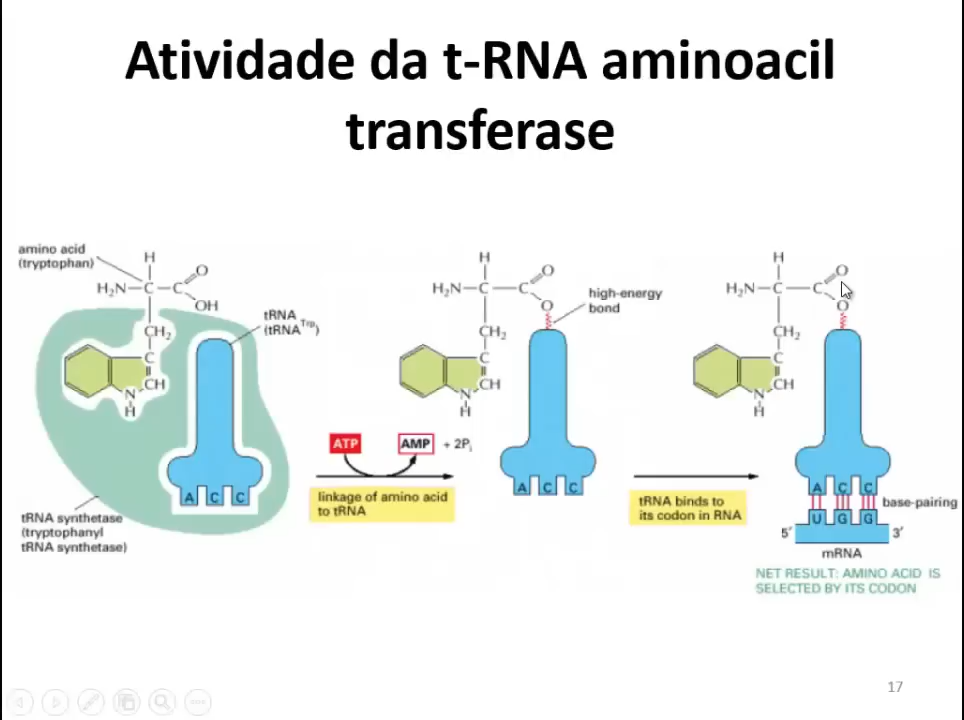 Atividade da t-RNA aminoacil
transferase
amino acid
(tryptophan)
H
H₂N
C
C
O
OH
CH₂
C
CH
N
H
tRNA
(tRNAᵀʳᵖ)
A C C
tRNA synthetase
(tryptophanyl
tRNA synthetase)
ATP
AMP + 2Pᵢ
linkage of amino acid
to tRNA
H
H₂N
C
C
O
O
CH₂
C
CH
N
H
high-energy
bond
A C C
tRNA binds to
its codon in RNA
H
H₂N
C
C
O
O
CH₂
C
CH
N
H
A C C
base-pairing
U G G
5′
3′
mRNA
NET RESULT: AMINO ACID IS
SELECTED BY ITS CODON
17